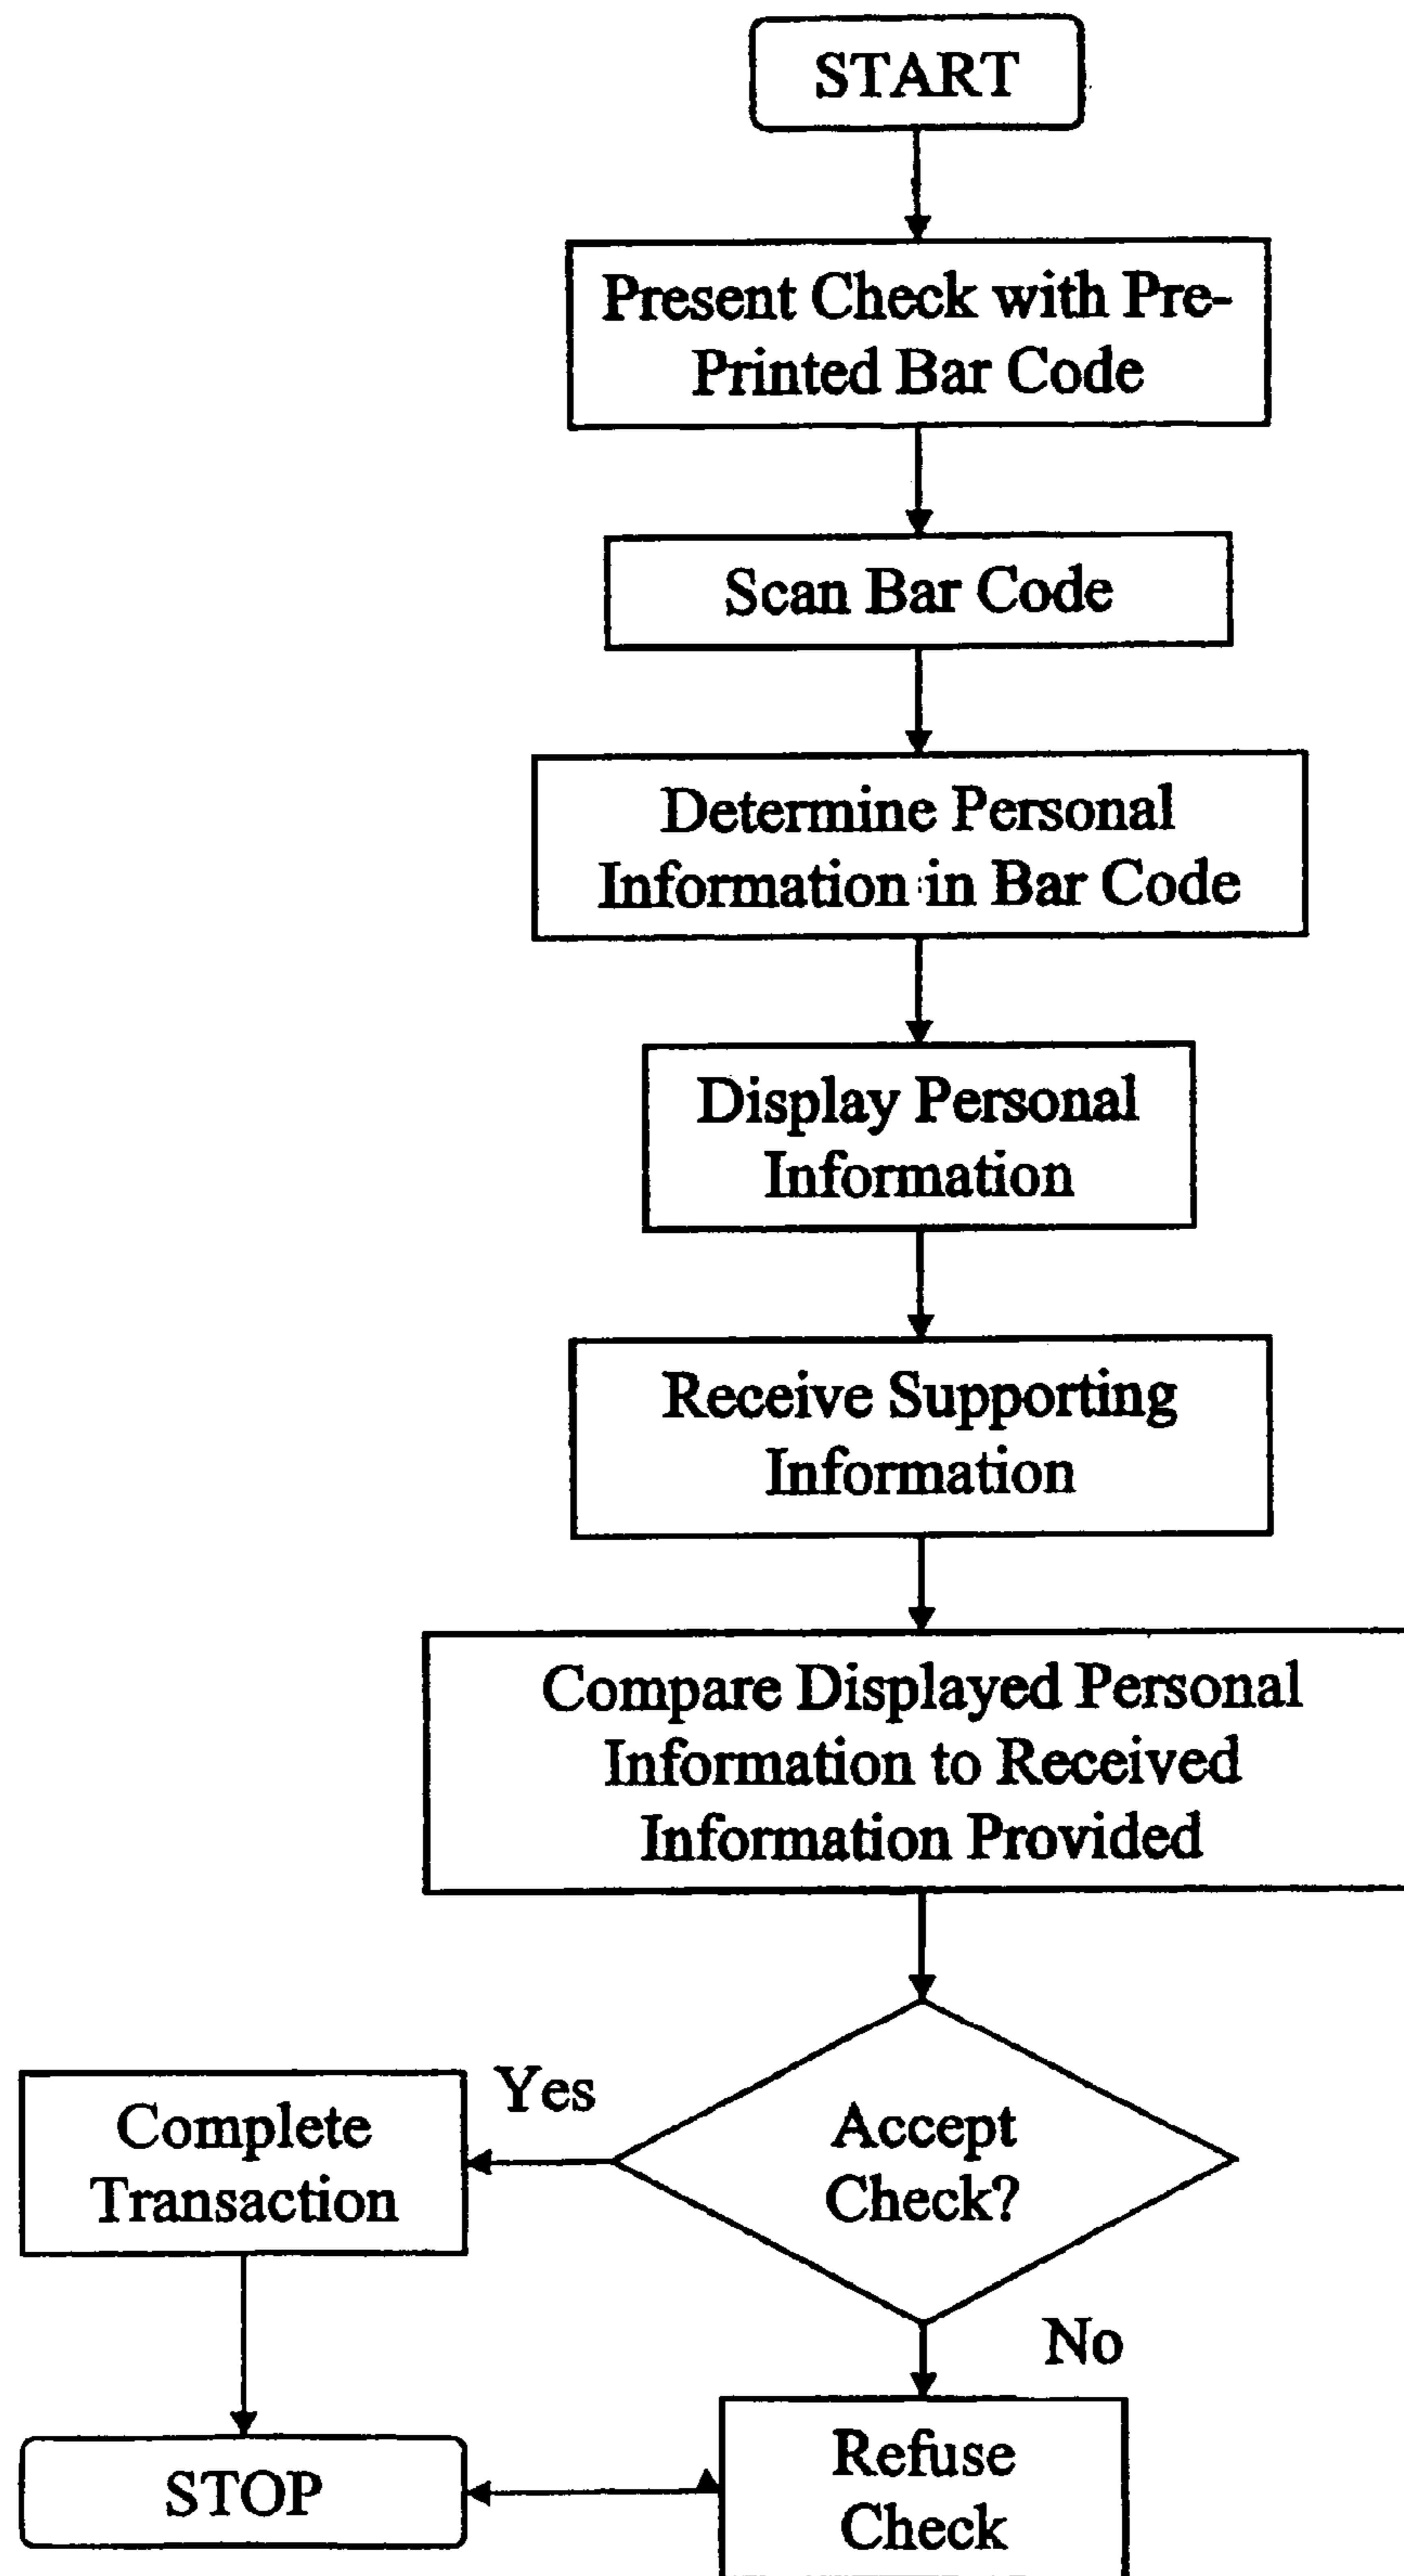 START
Present Check with Pre-
Printed Bar Code
Scan Bar Code
Determine Personal
Information in Bar Code
Display Personal
Information
Receive Supporting
Information
Compare Displayed Personal
Information to Received
Information Provided
Accept
Check?
Yes
Complete
Transaction
No
Refuse
Check
STOP